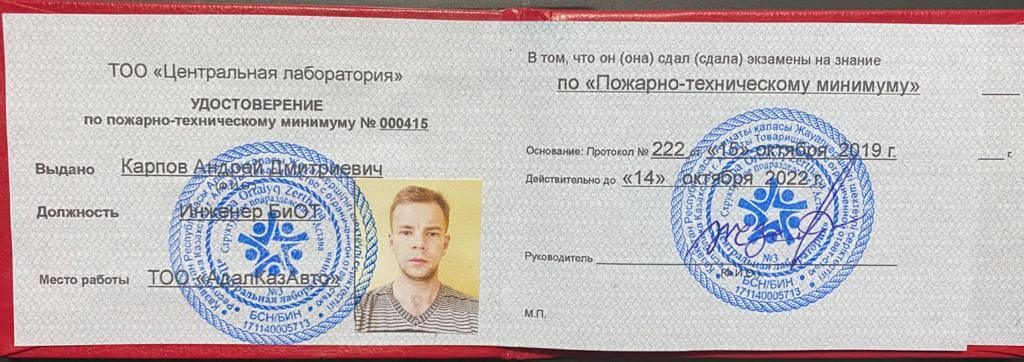 ТОО «Центральная лаборатория»
УДОСТОВЕРЕНИЕ
по пожарно-техническому минимуму № 000415
Выдано Карпов Андрей Дмитриевич
(Ф.И.О.)
Должность Инженер БиОТ
Место работы ТОО «АдалКазАвто»
№3
БСН/БИН
171140005713
В том, что он (она) сдал (сдала) экзамены на знание
по «Пожарно-техническому минимуму»
Основание: Протокол № 222 от «15» октября 2019 г.
г.
Действительно до «14» октября 2022 г.
Руководитель
(Ф.И.О.)
М.П.
№3
БСН/БИН
171140005713